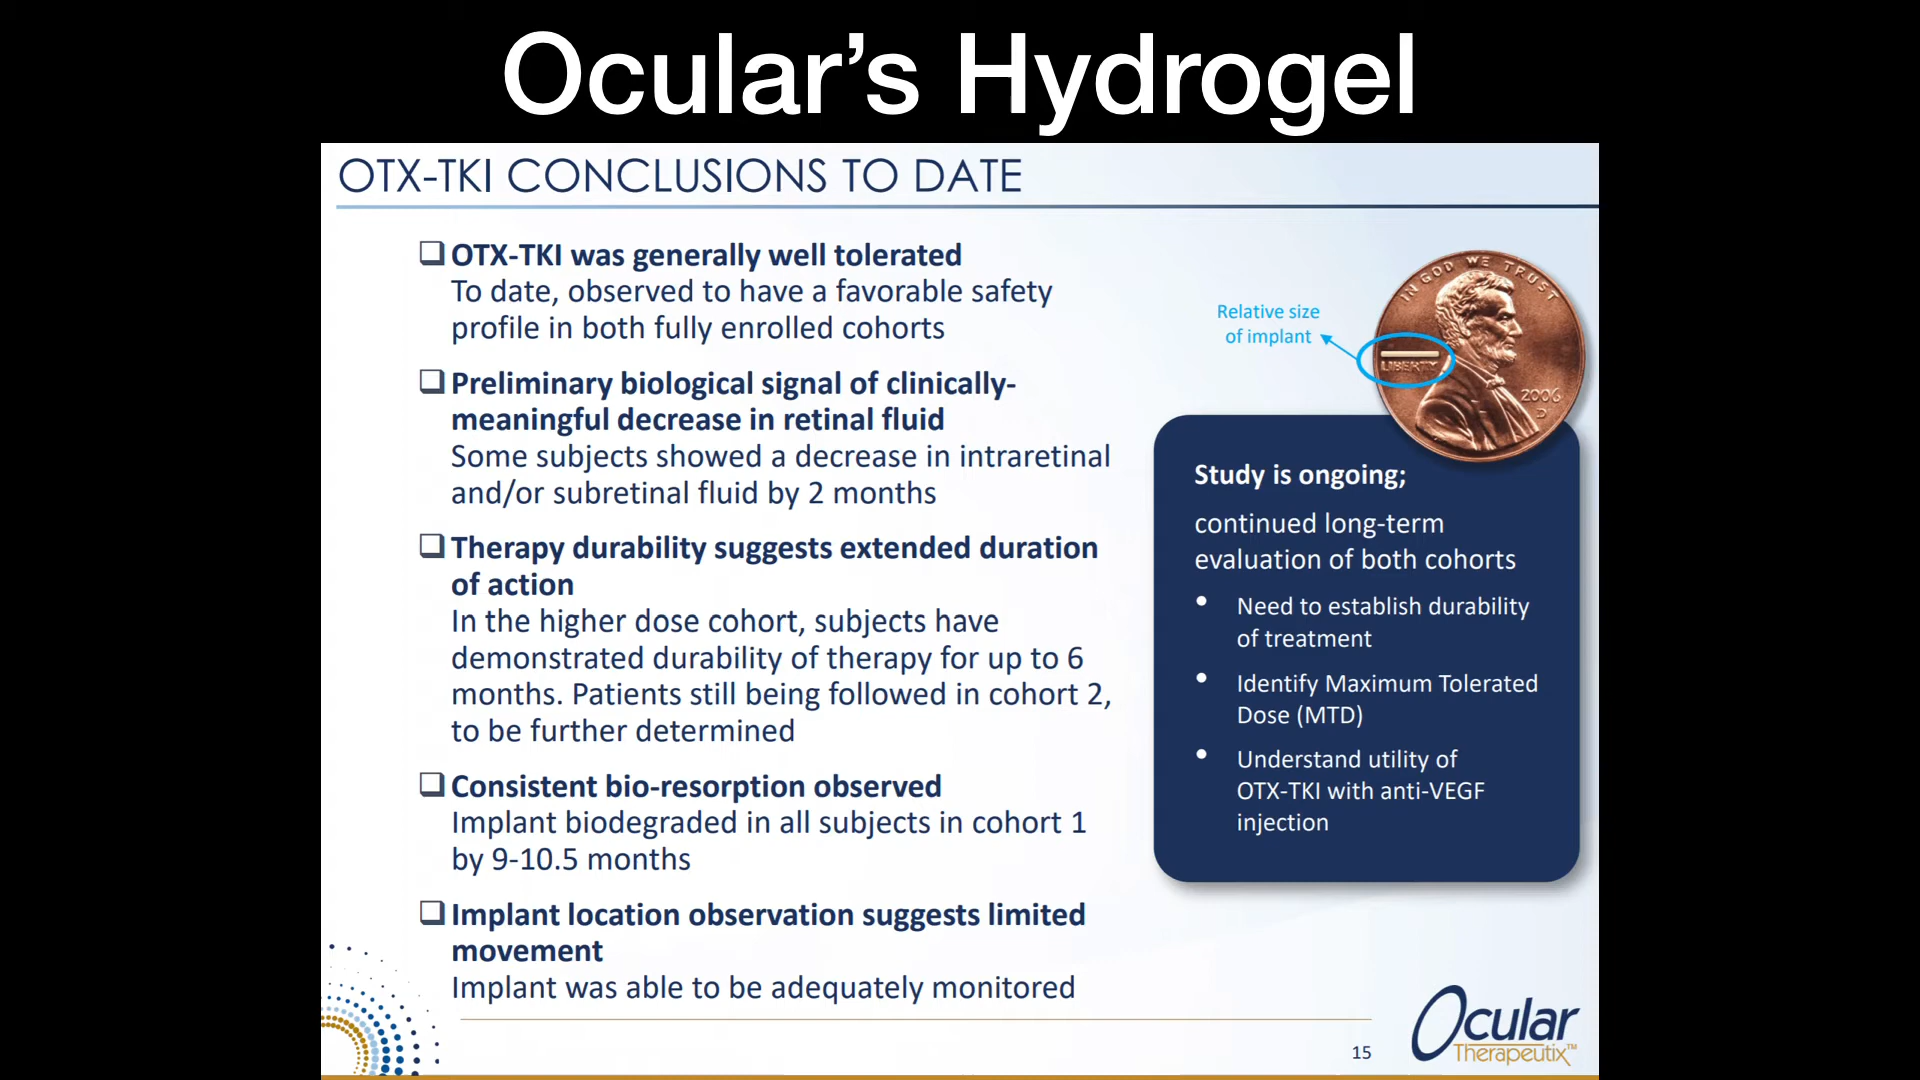 Ocular’s Hydrogel
OTX-TKI CONCLUSIONS TO DATE
OTX-TKI was generally well tolerated
To date, observed to have a favorable safety
profile in both fully enrolled cohorts
Preliminary biological signal of clinically-
meaningful decrease in retinal fluid
Some subjects showed a decrease in intraretinal
and/or subretinal fluid by 2 months
Therapy durability suggests extended duration
of action
In the higher dose cohort, subjects have
demonstrated durability of therapy for up to 6
months. Patients still being followed in cohort 2,
to be further determined
Consistent bio-resorption observed
Implant biodegraded in all subjects in cohort 1
by 9-10.5 months
Implant location observation suggests limited
movement
Implant was able to be adequately monitored
Relative size
of implant
IN GOD WE TRUST
LIBERTY
2006
D
Study is ongoing;
continued long-term
evaluation of both cohorts
• Need to establish durability
of treatment
• Identify Maximum Tolerated
Dose (MTD)
• Understand utility of
OTX-TKI with anti-VEGF
injection
15
Ocular
Therapeutix™